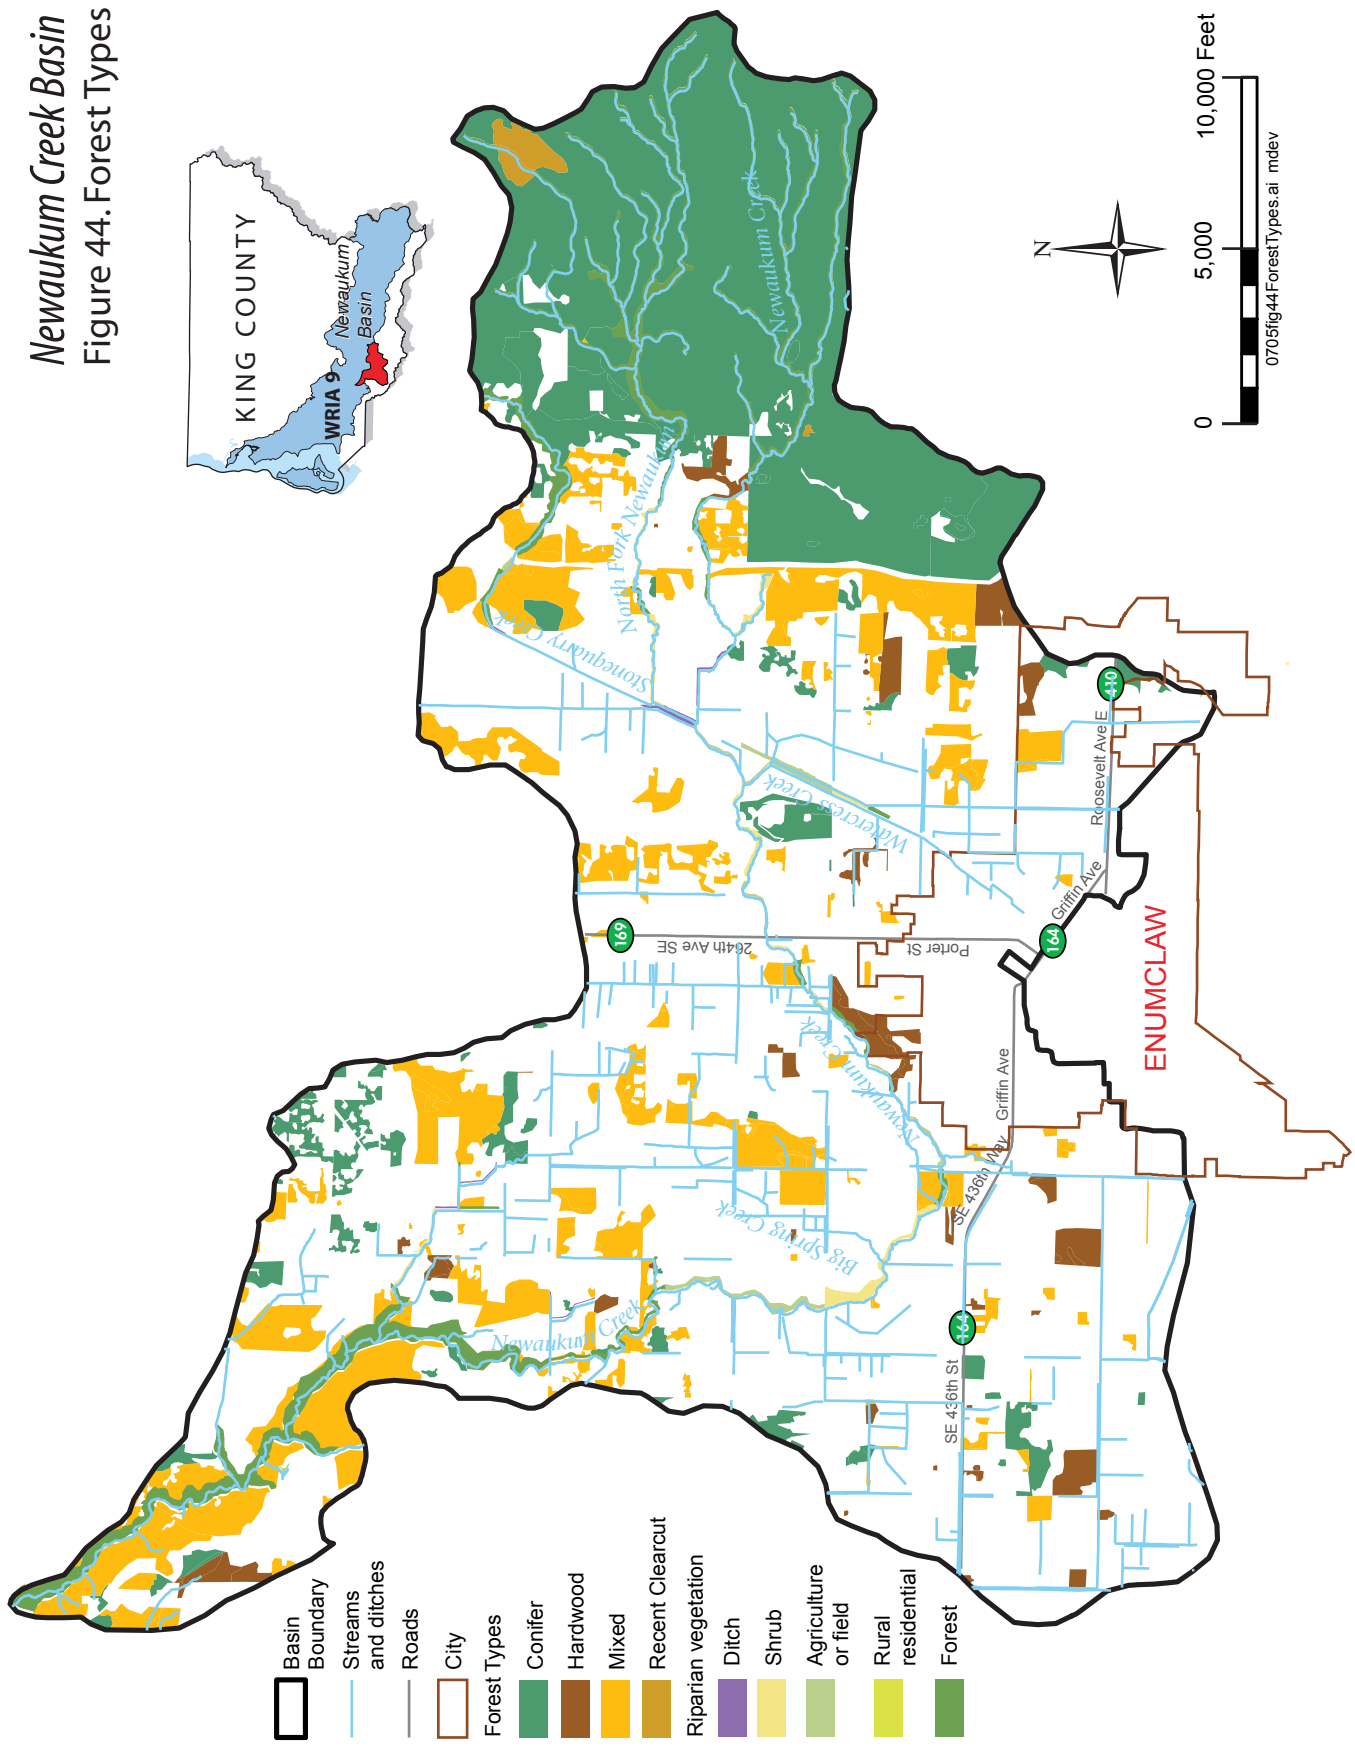 Newaukum Creek Basin
Figure 44. Forest Types
KING COUNTY
WRIA 9
Newaukum
Basin
N
0
5,000
10,000 Feet
0705fig44ForestTypes.ai mdev
Newaukum Creek
North Fork Newaukum
Stonequarry Creek
Watercress Creek
Newaukum Creek
Big Spring Creek
Newaukum Creek
169
264th Ave SE
Porter St
410
Roosevelt Ave E
Griffin Ave
164
ENUMCLAW
Griffin Ave
SE 436th Way
164
SE 436th St
Basin
Boundary
Streams
and ditches
Roads
City
Forest Types
Conifer
Hardwood
Mixed
Recent Clearcut
Riparian vegetation
Ditch
Shrub
Agriculture
or field
Rural
residential
Forest